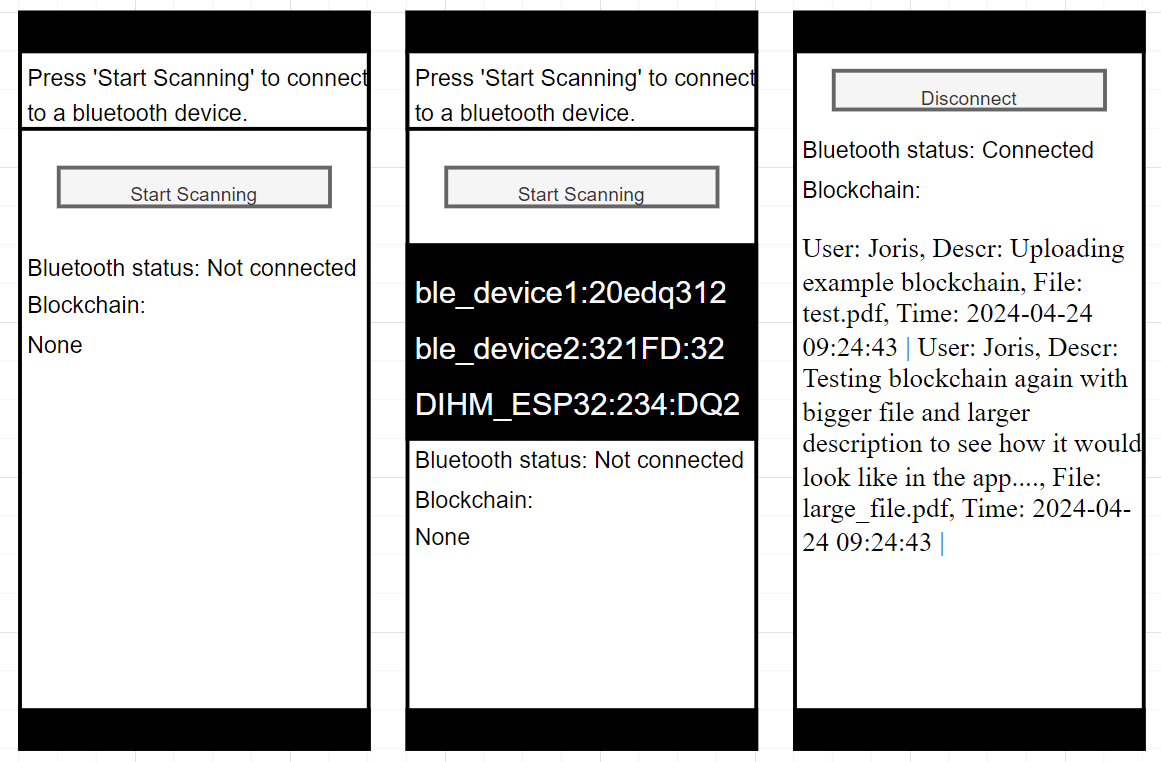 Press 'Start Scanning' to connect
to a bluetooth device.
Start Scanning
Bluetooth status: Not connected
Blockchain:
None
Press 'Start Scanning' to connect
to a bluetooth device.
Start Scanning
ble_device1:20edq312
ble_device2:321FD:32
DIHM_ESP32:234:DQ2
Bluetooth status: Not connected
Blockchain:
None
Disconnect
Bluetooth status: Connected
Blockchain:
User: Joris, Descr: Uploading
example blockchain, File:
test.pdf, Time: 2024-04-24
09:24:43 | User: Joris, Descr:
Testing blockchain again with
bigger file and larger
description to see how it would
look like in the app...., File:
large_file.pdf, Time: 2024-04-
24 09:24:43 |